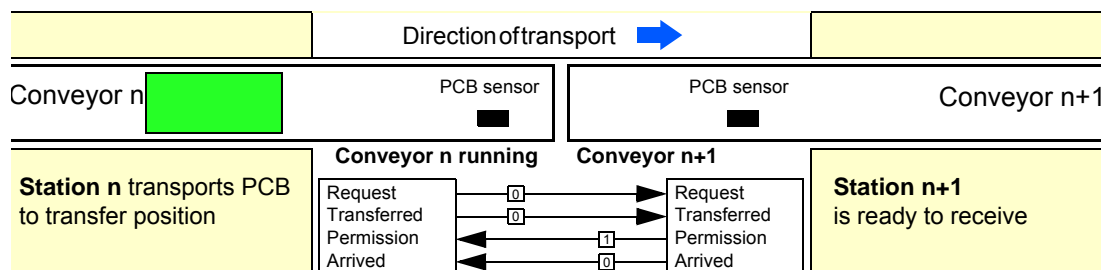 Direction of transport
Conveyor n
PCB sensor
PCB sensor
Conveyor n+1
Conveyor n running
Conveyor n+1
Station n transports PCB
to transfer position
Request
Transferred
Permission
Arrived
0
0
1
0
Request
Transferred
Permission
Arrived
Station n+1
is ready to receive